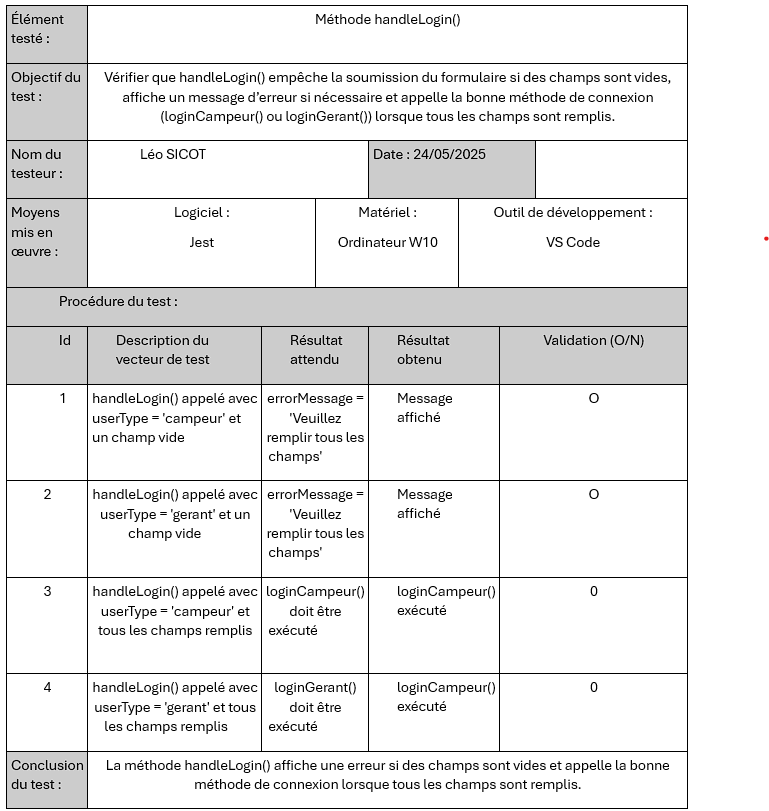 Élément
testé :
Méthode handleLogin()
Objectif du
test :
Vérifier que handleLogin() empêche la soumission du formulaire si des champs sont vides,
affiche un message d’erreur si nécessaire et appelle la bonne méthode de connexion
(loginCampeur() ou loginGerant()) lorsque tous les champs sont remplis.
Nom du
testeur :
Léo SICOT
Date : 24/05/2025
Moyens
mis en
œuvre :
Logiciel :
Jest
Matériel :
Ordinateur W10
Outil de développement :
VS Code
Procédure du test :
Id
Description du
vecteur de test
Résultat
attendu
Résultat
obtenu
Validation (O/N)
1
handleLogin() appelé avec
userType = 'campeur' et
un champ vide
errorMessage =
'Veuillez
remplir tous les
champs'
Message
affiché
O
2
handleLogin() appelé avec
userType = 'gerant' et un
champ vide
errorMessage =
'Veuillez
remplir tous les
champs'
Message
affiché
O
3
handleLogin() appelé avec
userType = 'campeur' et
tous les champs remplis
loginCampeur()
doit être
exécuté
loginCampeur()
exécuté
0
4
handleLogin() appelé avec
userType = 'gerant' et tous
les champs remplis
loginGerant()
doit être
exécuté
loginCampeur()
exécuté
0
Conclusion
du test :
La méthode handleLogin() affiche une erreur si des champs sont vides et appelle la bonne
méthode de connexion lorsque tous les champs sont remplis.